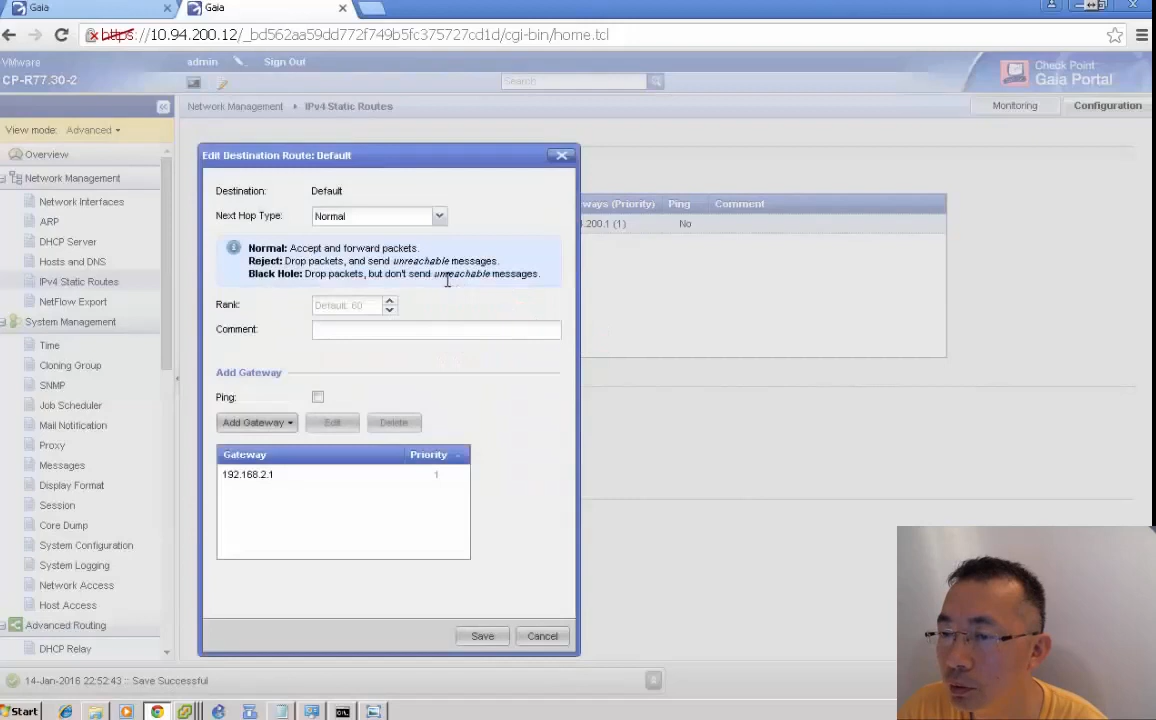 Gaia
Gaia
https://10.94.200.12/_bd562aa59dd772f749b5fc375727cd1d/cgi-bin/home.tcl
VMware
CP-R77.30-2
admin
Sign Out
Search
Check Point
Gaia Portal
Network Management
IPv4 Static Routes
Monitoring
Configuration
View mode: Advanced
Overview
Network Management
Network Interfaces
ARP
DHCP Server
Hosts and DNS
IPv4 Static Routes
NetFlow Export
System Management
Time
Cloning Group
SNMP
Job Scheduler
Mail Notification
Proxy
Messages
Display Format
Session
Core Dump
System Configuration
System Logging
Network Access
Host Access
Advanced Routing
DHCP Relay
Edit Destination Route: Default
Destination: Default
Next Hop Type: Normal
Normal: Accept and forward packets.
Reject: Drop packets, and send unreachable messages.
Black Hole: Drop packets, but don't send unreachable messages.
Rank: Default: 60
Comment:
Add Gateway
Ping:
Add Gateway Edit Delete
Gateway Priority
192.168.2.1 1
Save Cancel
ways (Priority) Ping Comment
.200.1 (1) No
14-Jan-2016 22:52:43 :: Save Successful
Start